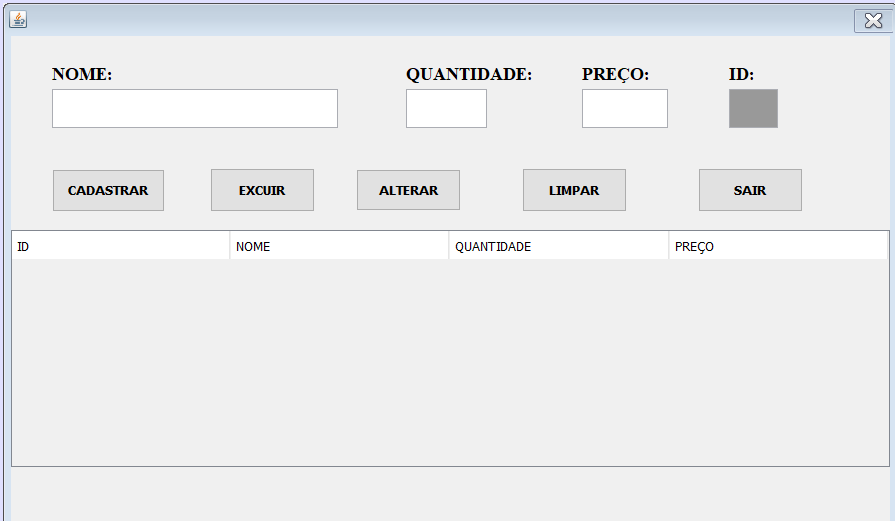 NOME: QUANTIDADE: PREÇO: ID:
CADASTRAR EXCUIR ALTERAR LIMPAR SAIR
ID NOME QUANTIDADE PREÇO